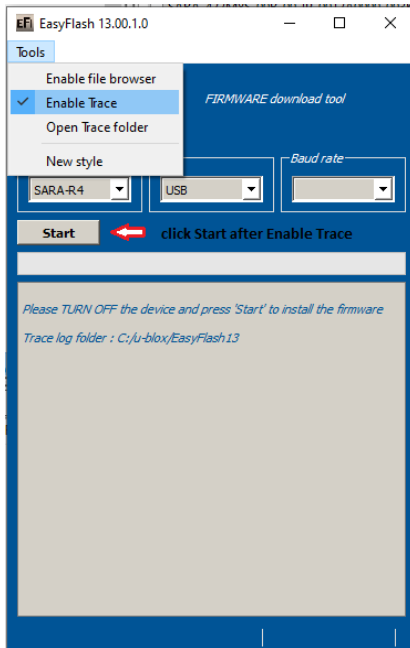 EFi EasyFlash 13.00.1.0
Tools
Enable file browser
Enable Trace
Open Trace folder
New style
FIRMWARE download tool
Baud rate
SARA-R4
USB
Start
click Start after Enable Trace
Please TURN OFF the device and press 'Start' to install the firmware
Trace log folder : C:/u-blox/EasyFlash13